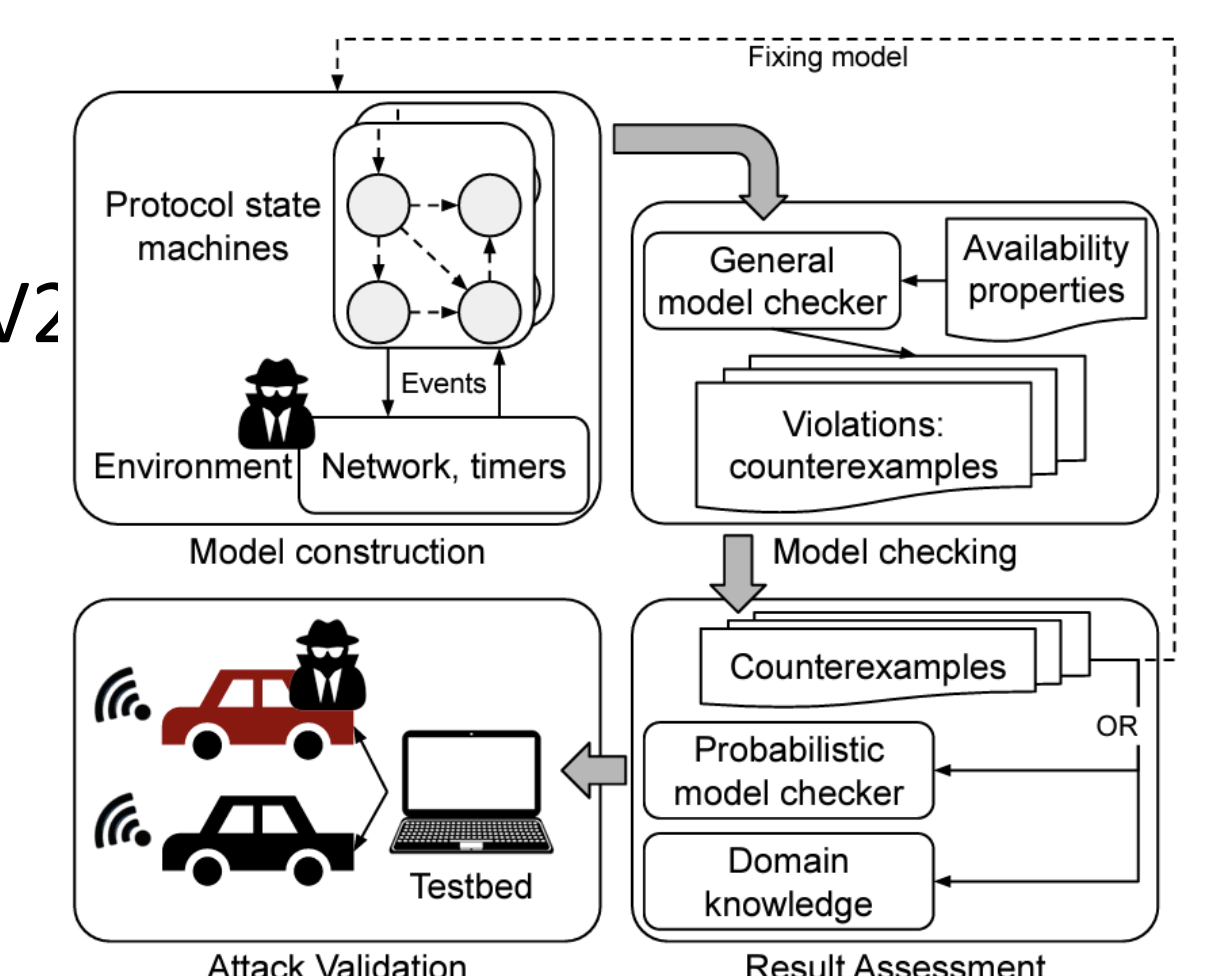 Fixing model
Protocol state
machines
Events
Environment
Network, timers
Model construction
General
model checker
Availability
properties
Violations:
counterexamples
Model checking
V2
Testbed
Attack Validation
Counterexamples
OR
Probabilistic
model checker
Domain
knowledge
Result Assessment